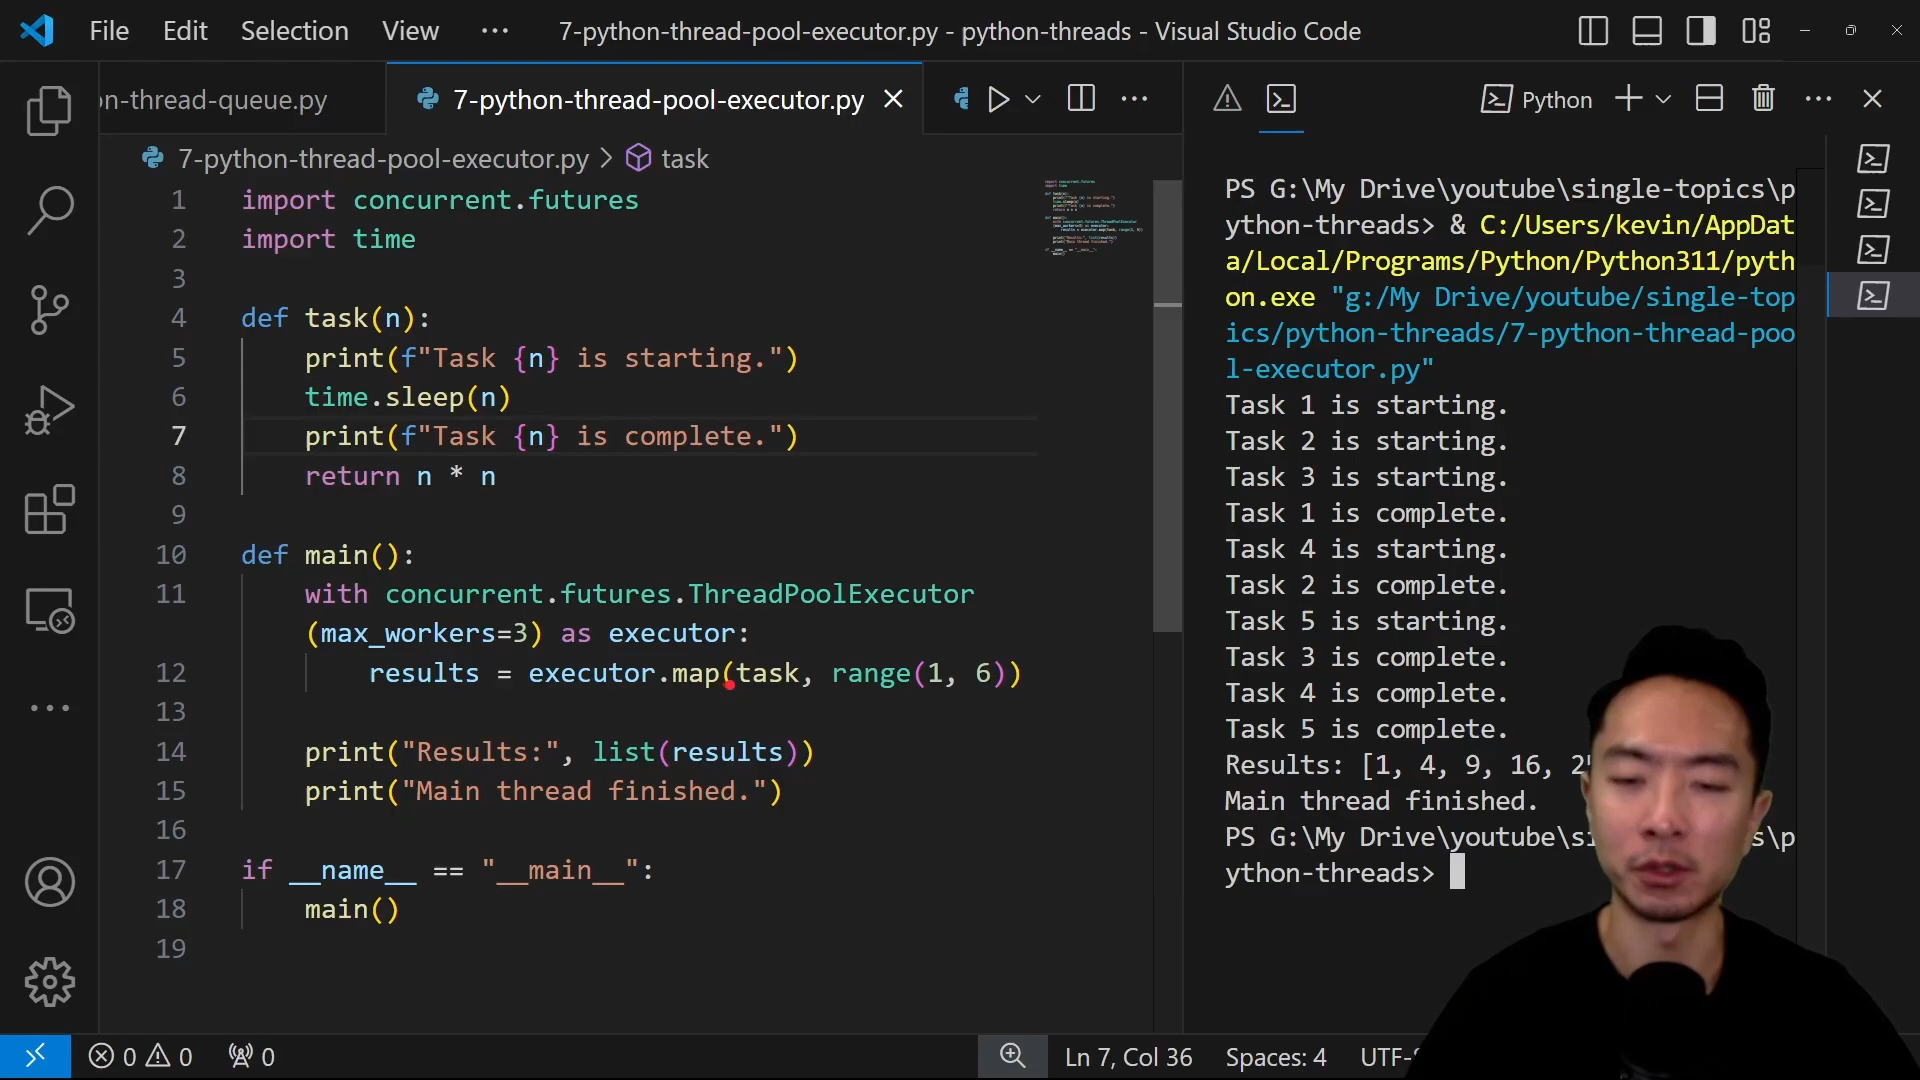 File Edit Selection View ··· 7-python-thread-pool-executor.py - python-threads - Visual Studio Code
n-thread-queue.py 7-python-thread-pool-executor.py
7-python-thread-pool-executor.py > task
1 import concurrent.futures
2 import time
3
4 def task(n):
5 print(f"Task {n} is starting.")
6 time.sleep(n)
7 print(f"Task {n} is complete.")
8 return n * n
9
10 def main():
11 with concurrent.futures.ThreadPoolExecutor
(max_workers=3) as executor:
12 results = executor.map(task, range(1, 6))
13
14 print("Results:", list(results))
15 print("Main thread finished.")
16
17 if __name__ == "__main__":
18 main()
19
Python
PS G:\My Drive\youtube\single-topics\p
ython-threads> & C:/Users/kevin/AppDat
a/Local/Programs/Python/Python311/pyth
on.exe "g:/My Drive/youtube/single-top
ics/python-threads/7-python-thread-poo
l-executor.py"
Task 1 is starting.
Task 2 is starting.
Task 3 is starting.
Task 1 is complete.
Task 4 is starting.
Task 2 is complete.
Task 5 is starting.
Task 3 is complete.
Task 4 is complete.
Task 5 is complete.
Results: [1, 4, 9, 16, 2
Main thread finished.
PS G:\My Drive\youtube\si s\p
ython-threads>
0 0 0 Ln 7, Col 36 Spaces: 4 UTF-